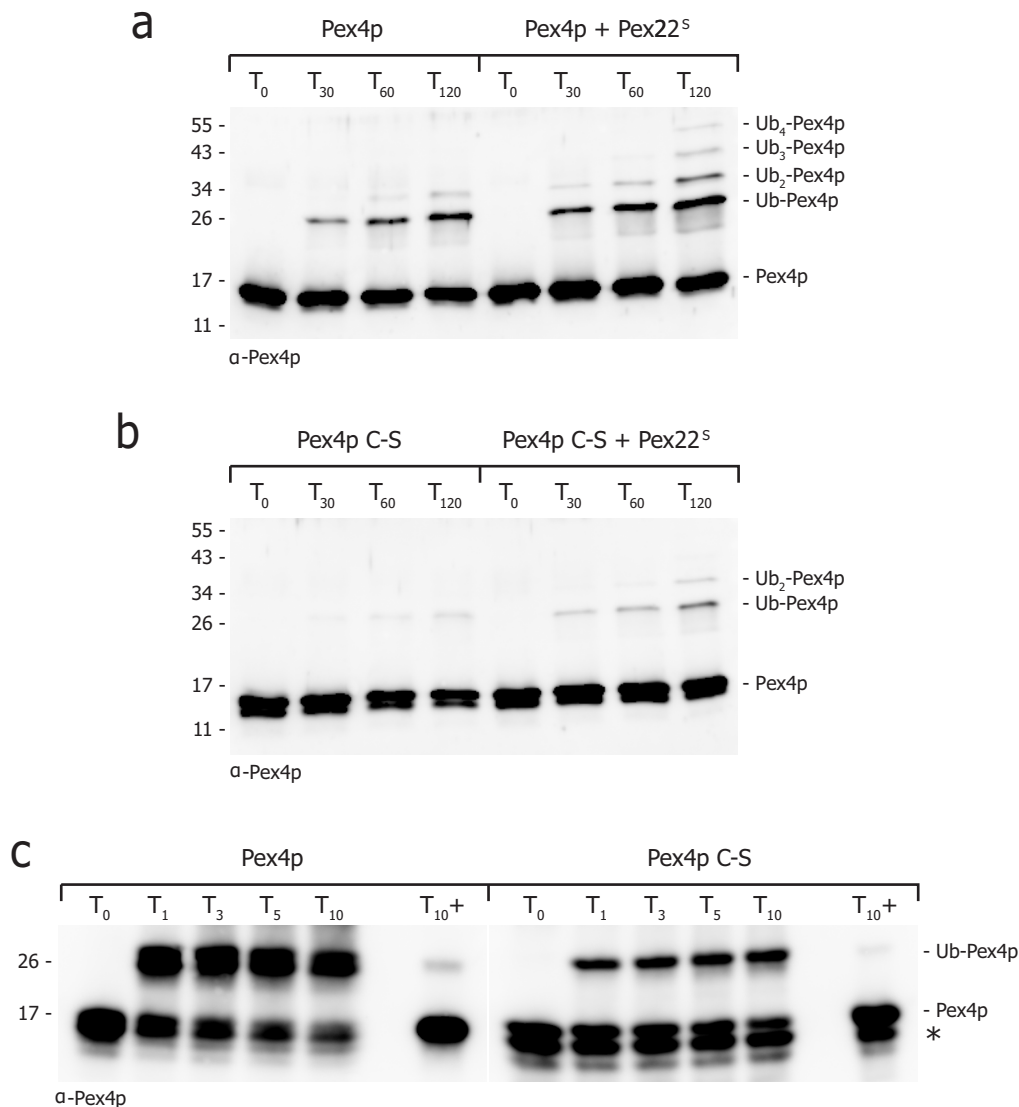 a
Pex4p Pex4p + Pex22ˢ
T₀ T₃₀ T₆₀ T₁₂₀ T₀ T₃₀ T₆₀ T₁₂₀
55 - - Ub₄-Pex4p
43 - - Ub₃-Pex4p
34 - - Ub₂-Pex4p
26 - - Ub-Pex4p
17 - - Pex4p
11 -
α-Pex4p
b
Pex4p C-S Pex4p C-S + Pex22ˢ
T₀ T₃₀ T₆₀ T₁₂₀ T₀ T₃₀ T₆₀ T₁₂₀
55 -
43 - - Ub₂-Pex4p
34 - - Ub-Pex4p
26 -
17 - - Pex4p
11 -
α-Pex4p
c
Pex4p Pex4p C-S
T₀ T₁ T₃ T₅ T₁₀ T₁₀+ T₀ T₁ T₃ T₅ T₁₀ T₁₀+
26 - - Ub-Pex4p
17 - - Pex4p
*
α-Pex4p